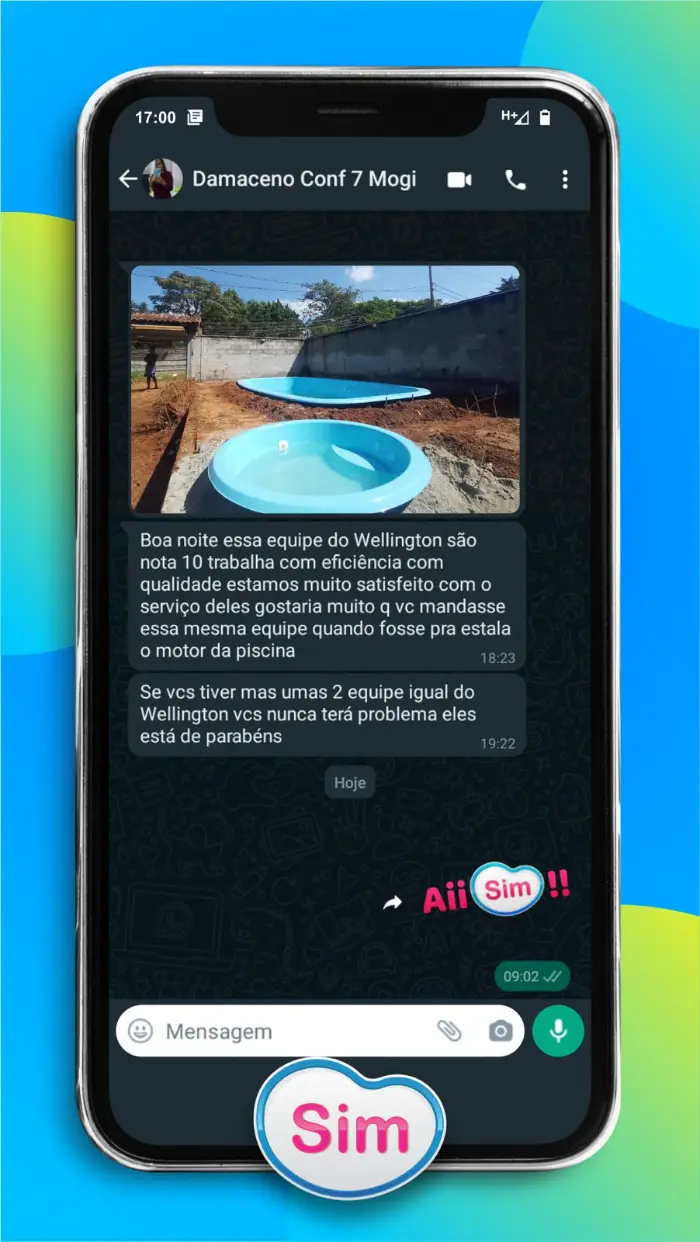 17:00
H+
Damaceno Conf 7 Mogi
Boa noite essa equipe do Wellington são
nota 10 trabalha com eficiência com
qualidade estamos muito satisfeito com o
serviço deles gostaria muito q vc mandasse
essa mesma equipe quando fosse pra estala
o motor da piscina
18:23
Se vcs tiver mas umas 2 equipe igual do
Wellington vcs nunca terá problema eles
está de parabéns
19:22
Hoje
Aii Sim !!
09:02
Mensagem
Sim